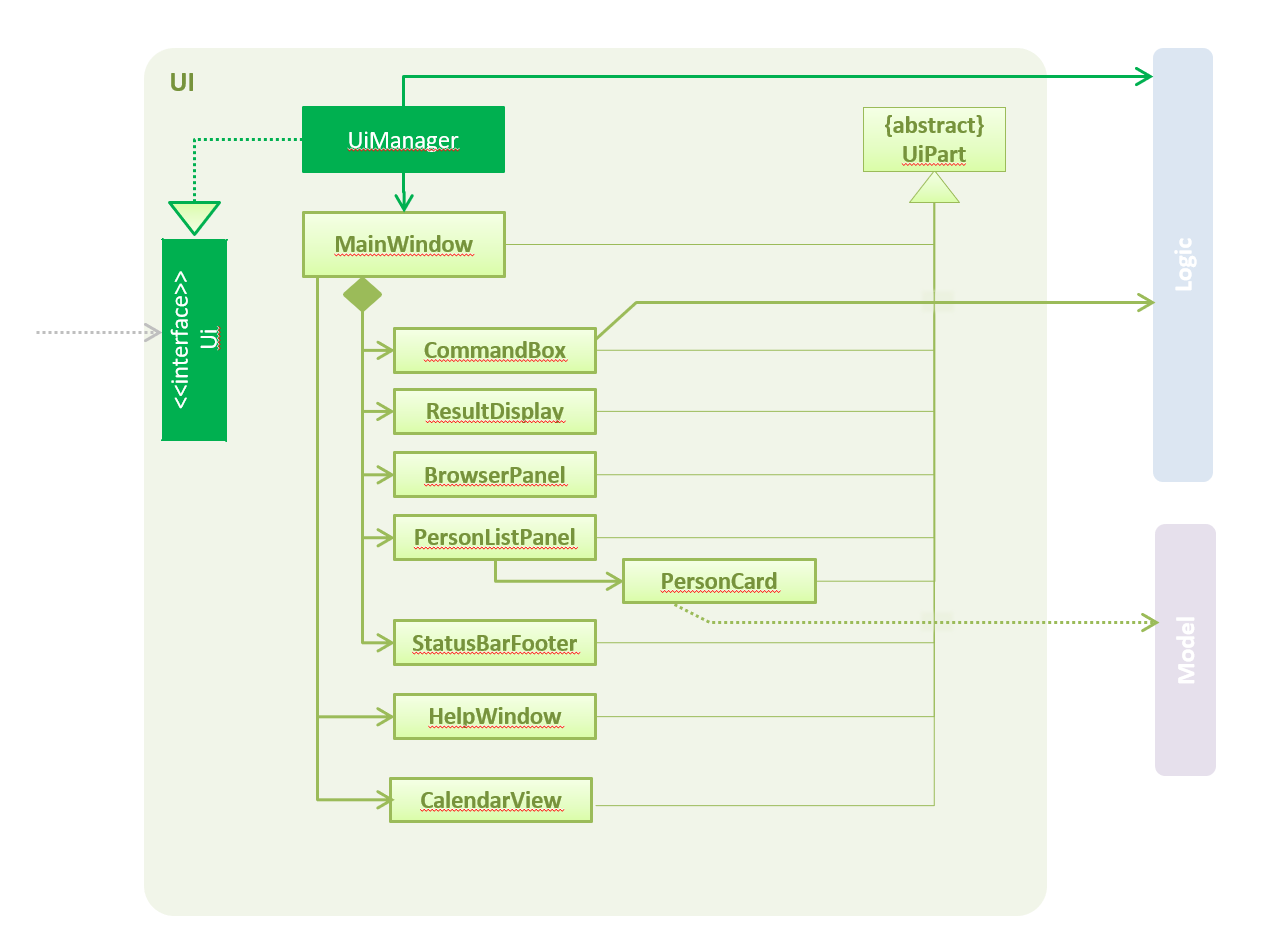 UI
UiManager
{abstract}
UiPart
MainWindow
<<interface>>
Ui
Logic
CommandBox
ResultDisplay
BrowserPanel
PersonListPanel
PersonCard
StatusBarFooter
Model
HelpWindow
CalendarView